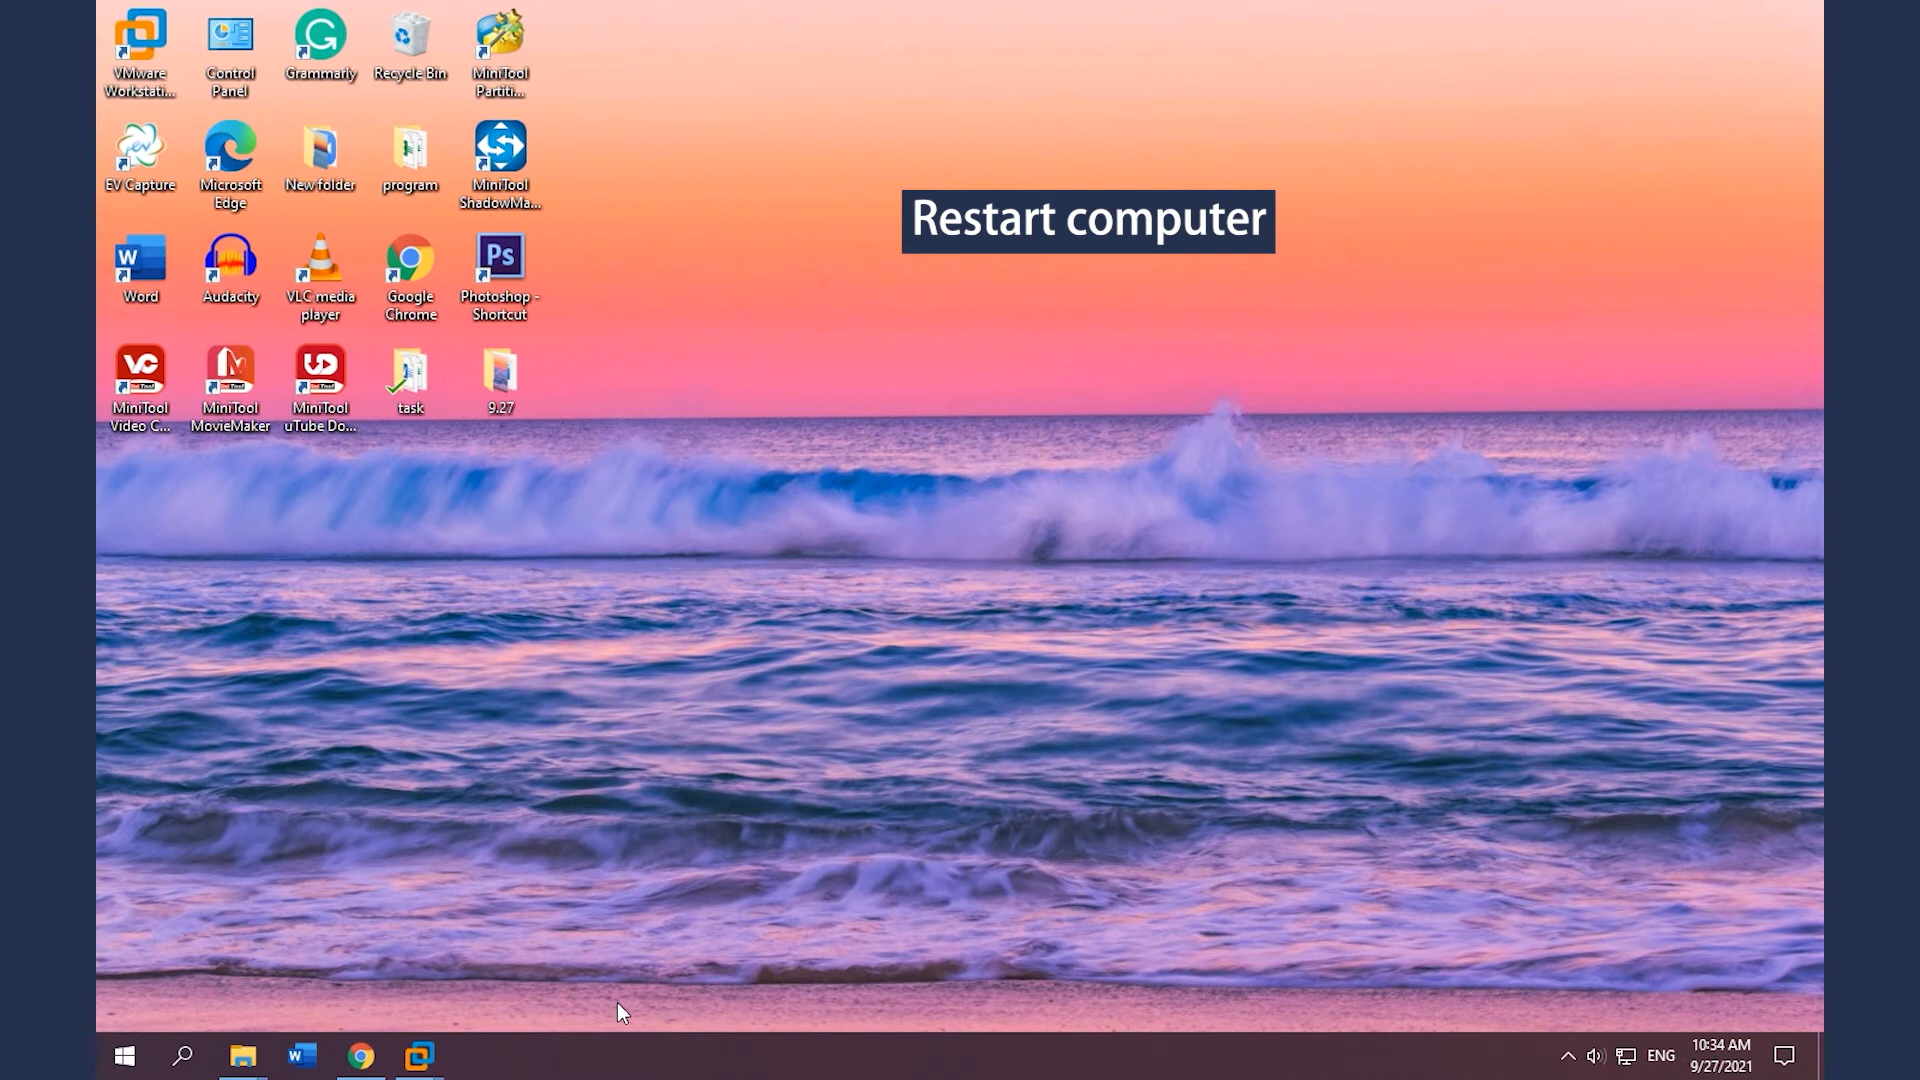 VMware
Workstati...
Control
Panel
Grammarly
Recycle Bin
MiniTool
Partiti...
EV Capture
Microsoft
Edge
New folder
program
MiniTool
ShadowMa...
Word
Audacity
VLC media
player
Google
Chrome
Ps
Photoshop -
Shortcut
VC
MiniTool
Video C...
MiniTool
MovieMaker
MiniTool
uTube Do...
task
9.27
Restart computer
ENG
10:34 AM
9/27/2021